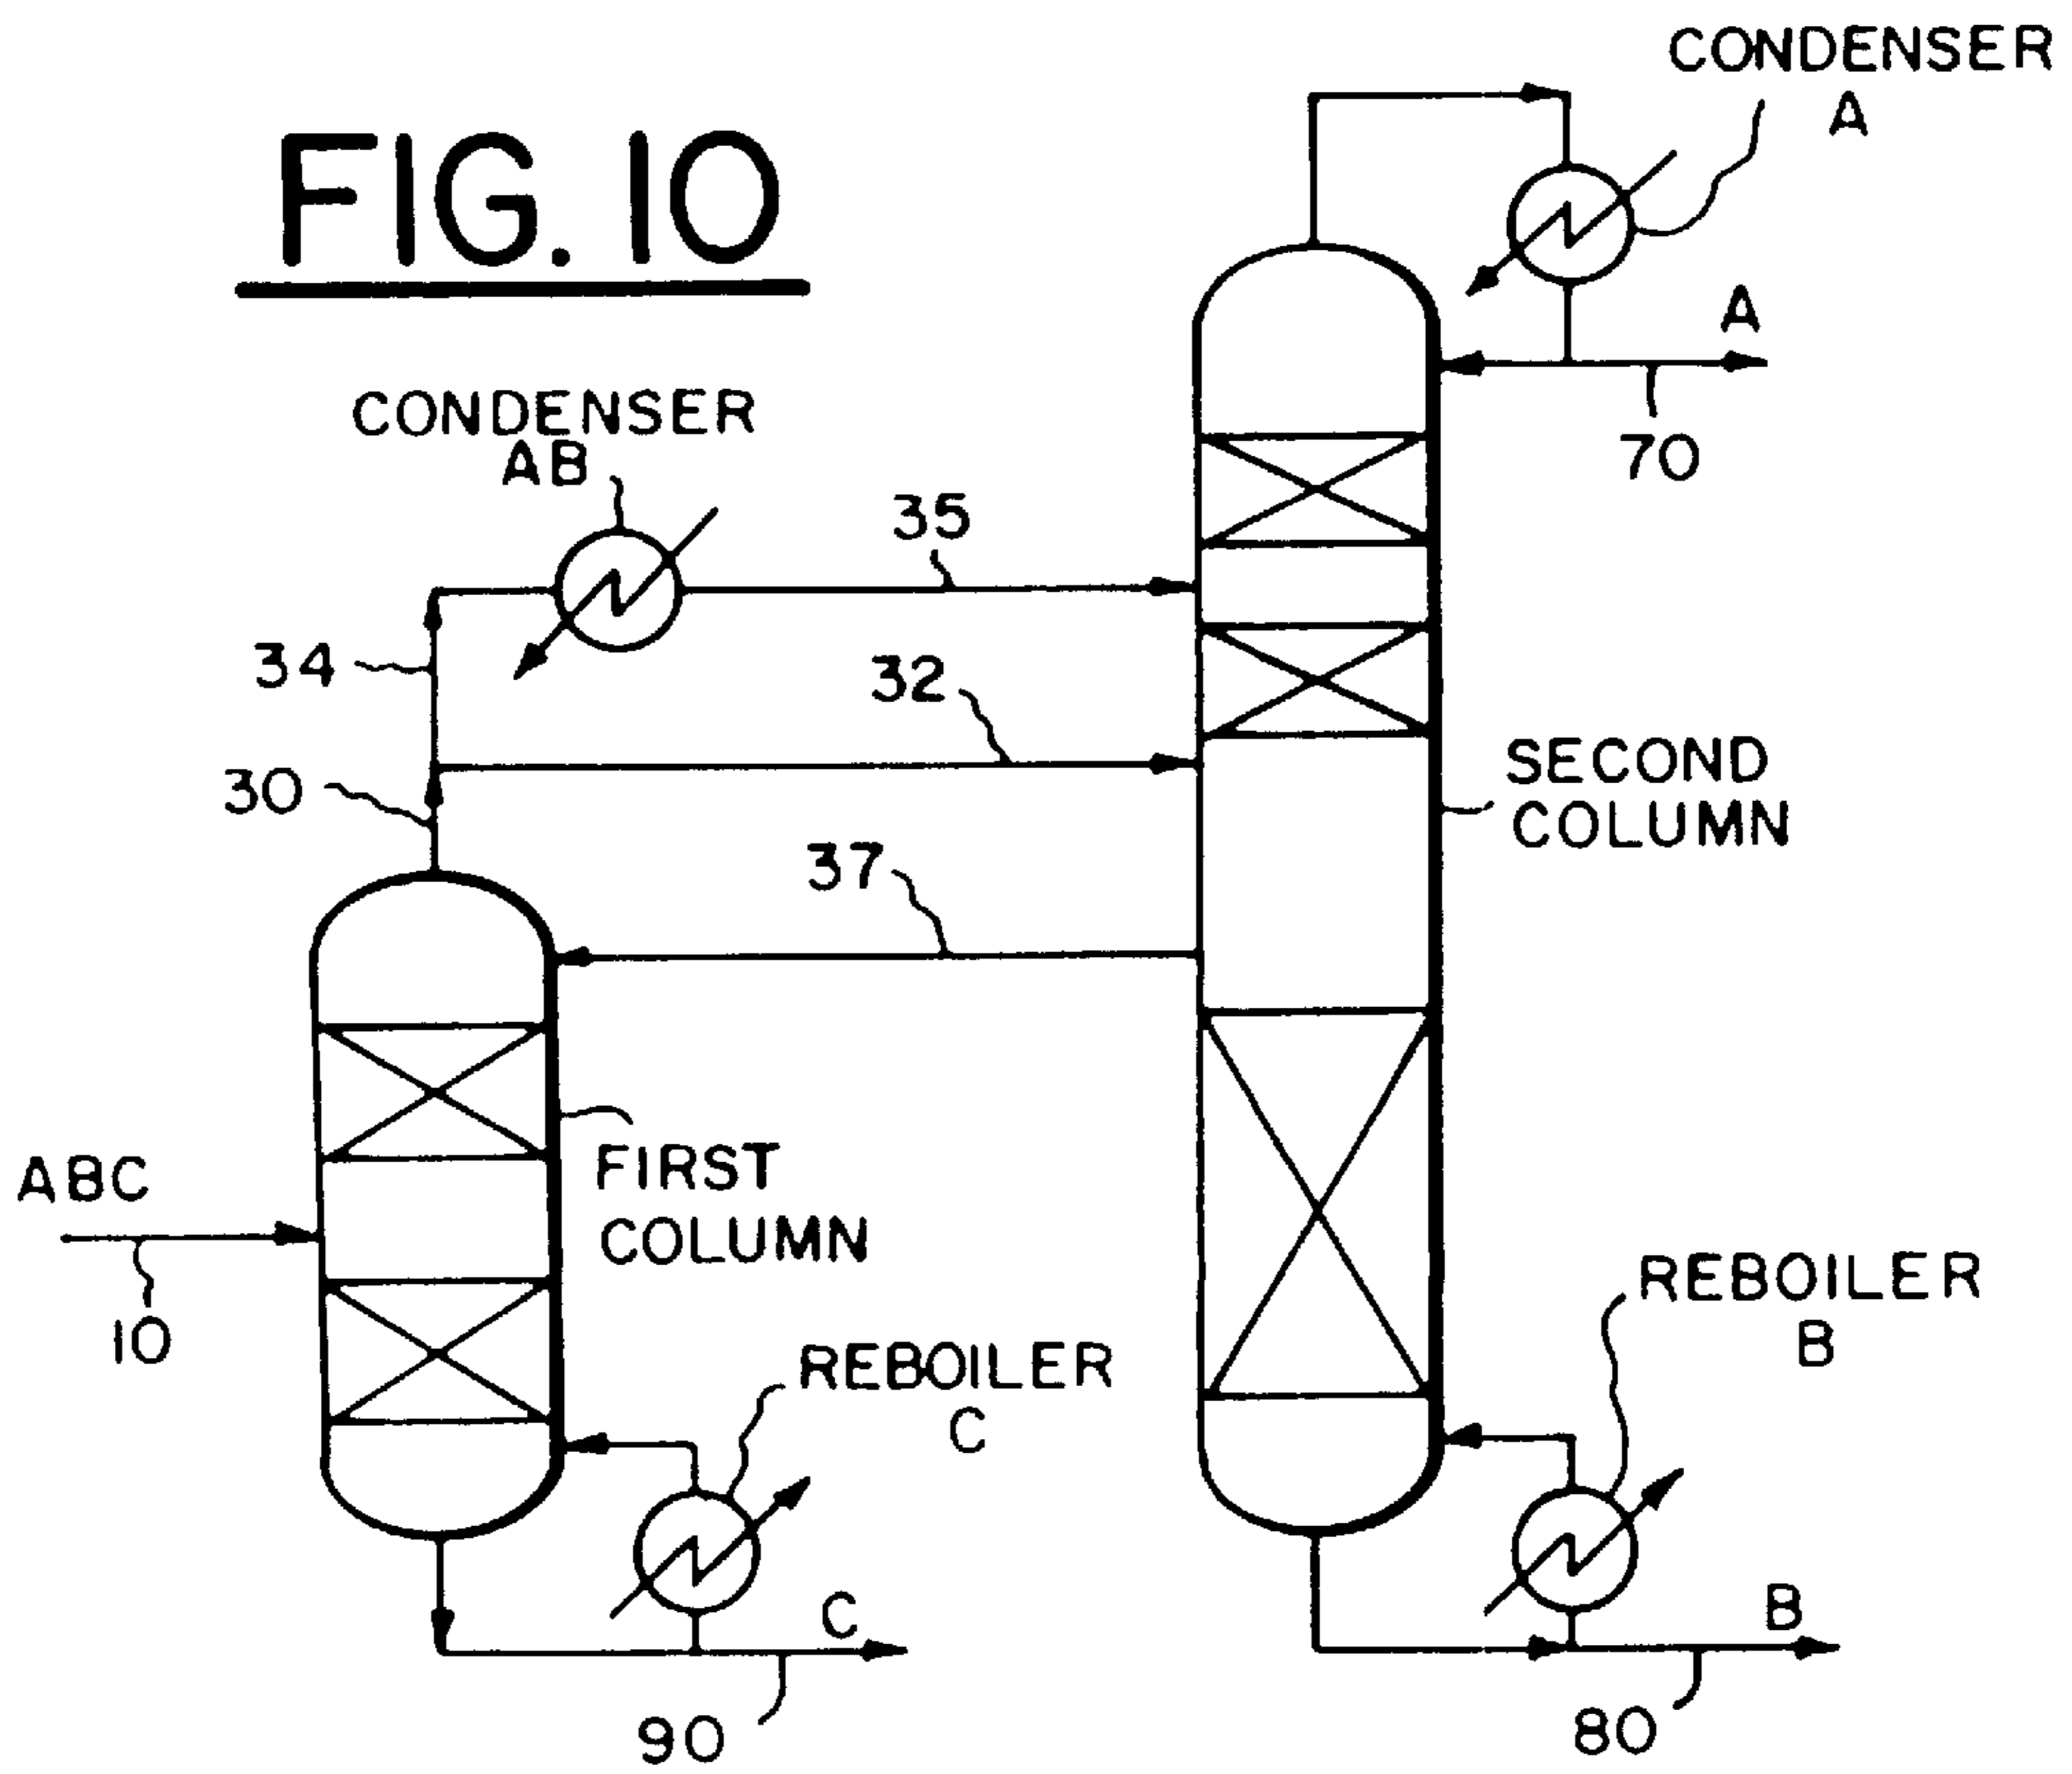 CONDENSER
A
FIG. 10
A
70
CONDENSER
AB
35
34
32
30
SECOND
COLUMN
37
ABC
10
FIRST
COLUMN
REBOILER
B
REBOILER
C
C
90
B
80